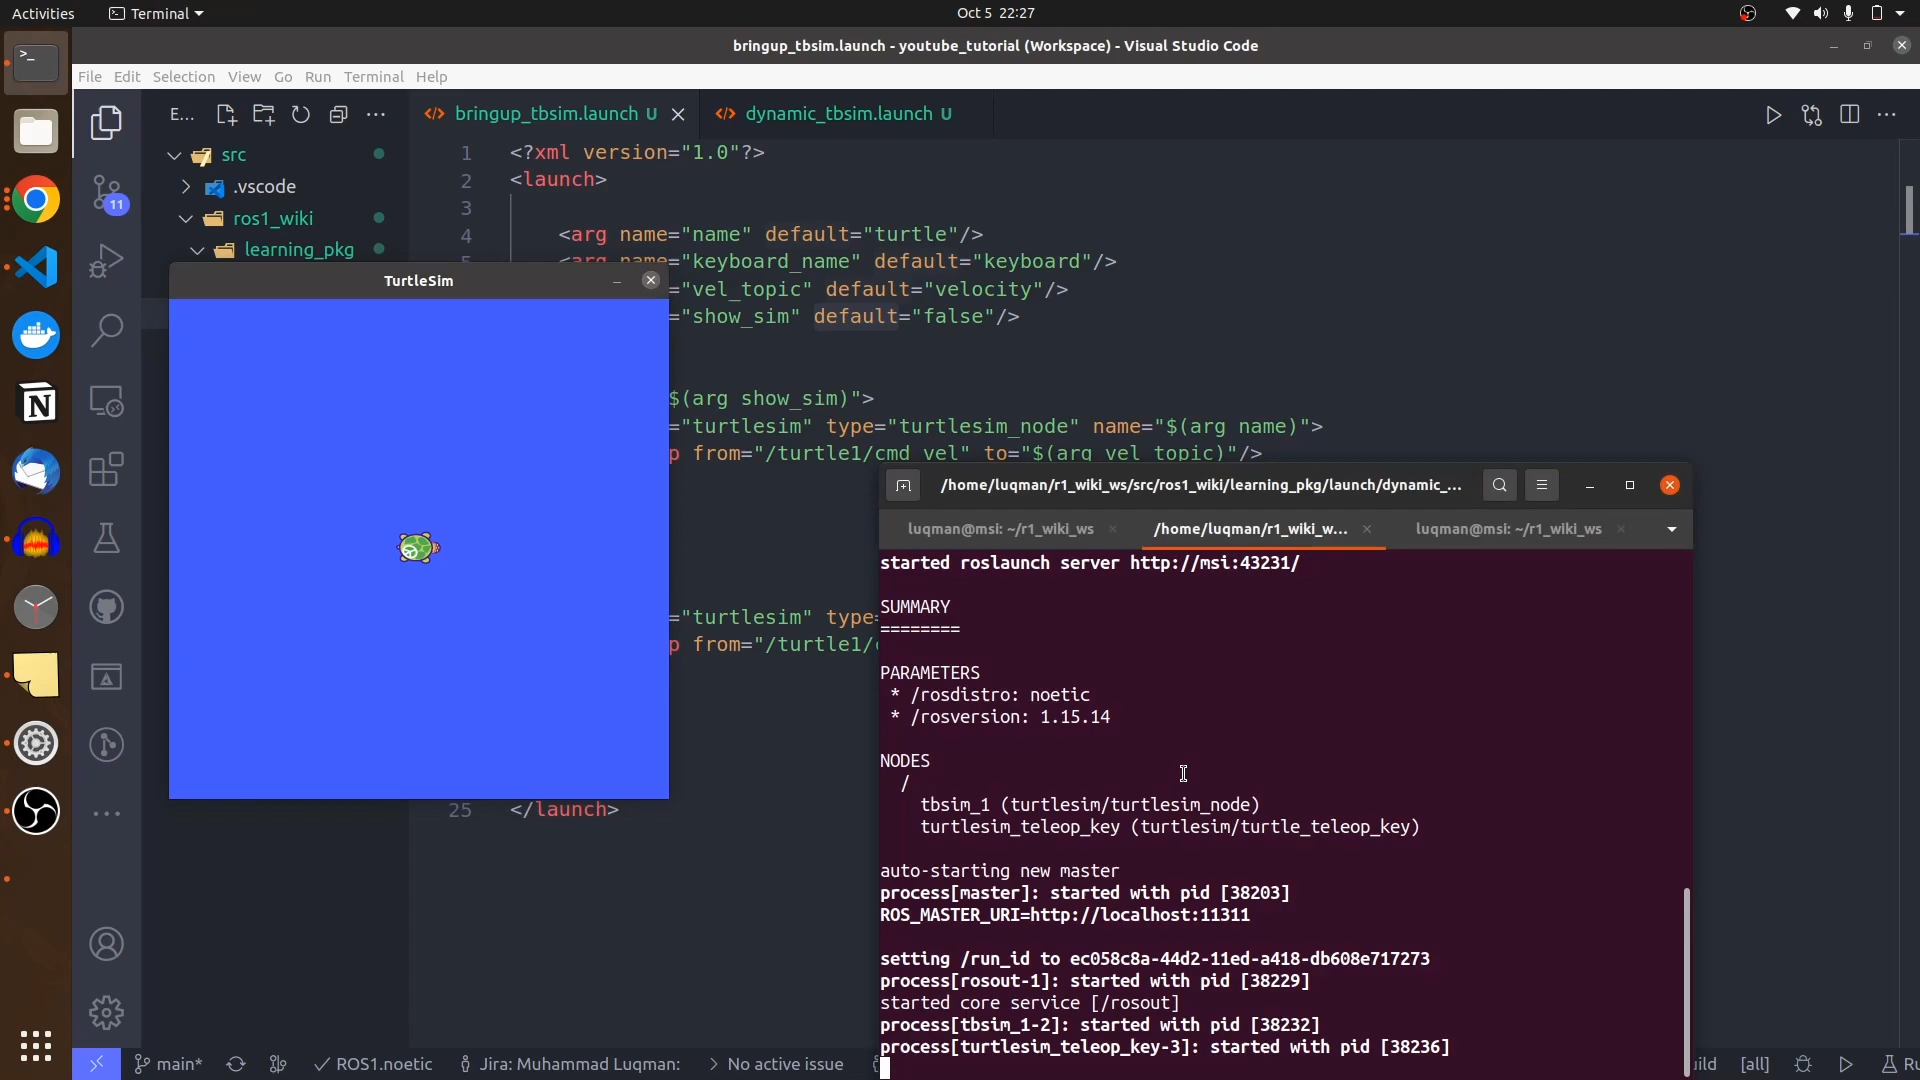 Activities
Terminal
Oct 5 22:27
bringup_tbsim.launch - youtube_tutorial (Workspace) - Visual Studio Code
File Edit Selection View Go Run Terminal Help
E...
bringup_tbsim.launch U
dynamic_tbsim.launch U
src
.vscode
ros1_wiki
learning_pkg
11
1 <?xml version="1.0"?>
2 <launch>
3
4 <arg name="name" default="turtle"/>
5 <arg name="keyboard_name" default="keyboard"/>
="vel_topic" default="velocity"/>
="show_sim" default="false"/>
$(arg show_sim)">
="turtlesim" type="turtlesim_node" name="$(arg name)">
p from="/turtle1/cmd_vel" to="$(arg vel_topic)"/>
="turtlesim" type=
p from="/turtle1/
25 </launch>
TurtleSim
/home/luqman/r1_wiki_ws/src/ros1_wiki/learning_pkg/launch/dynamic_...
luqman@msi: ~/r1_wiki_ws
/home/luqman/r1_wiki_w...
luqman@msi: ~/r1_wiki_ws
started roslaunch server http://msi:43231/
SUMMARY
========
PARAMETERS
* /rosdistro: noetic
* /rosversion: 1.15.14
NODES
/
tbsim_1 (turtlesim/turtlesim_node)
turtlesim_teleop_key (turtlesim/turtle_teleop_key)
auto-starting new master
process[master]: started with pid [38203]
ROS_MASTER_URI=http://localhost:11311
setting /run_id to ec058c8a-44d2-11ed-a418-db608e717273
process[rosout-1]: started with pid [38229]
started core service [/rosout]
process[tbsim_1-2]: started with pid [38232]
process[turtlesim_teleop_key-3]: started with pid [38236]
main*
ROS1.noetic
Jira: Muhammad Luqman:
No active issue
ild
[all]
Ru